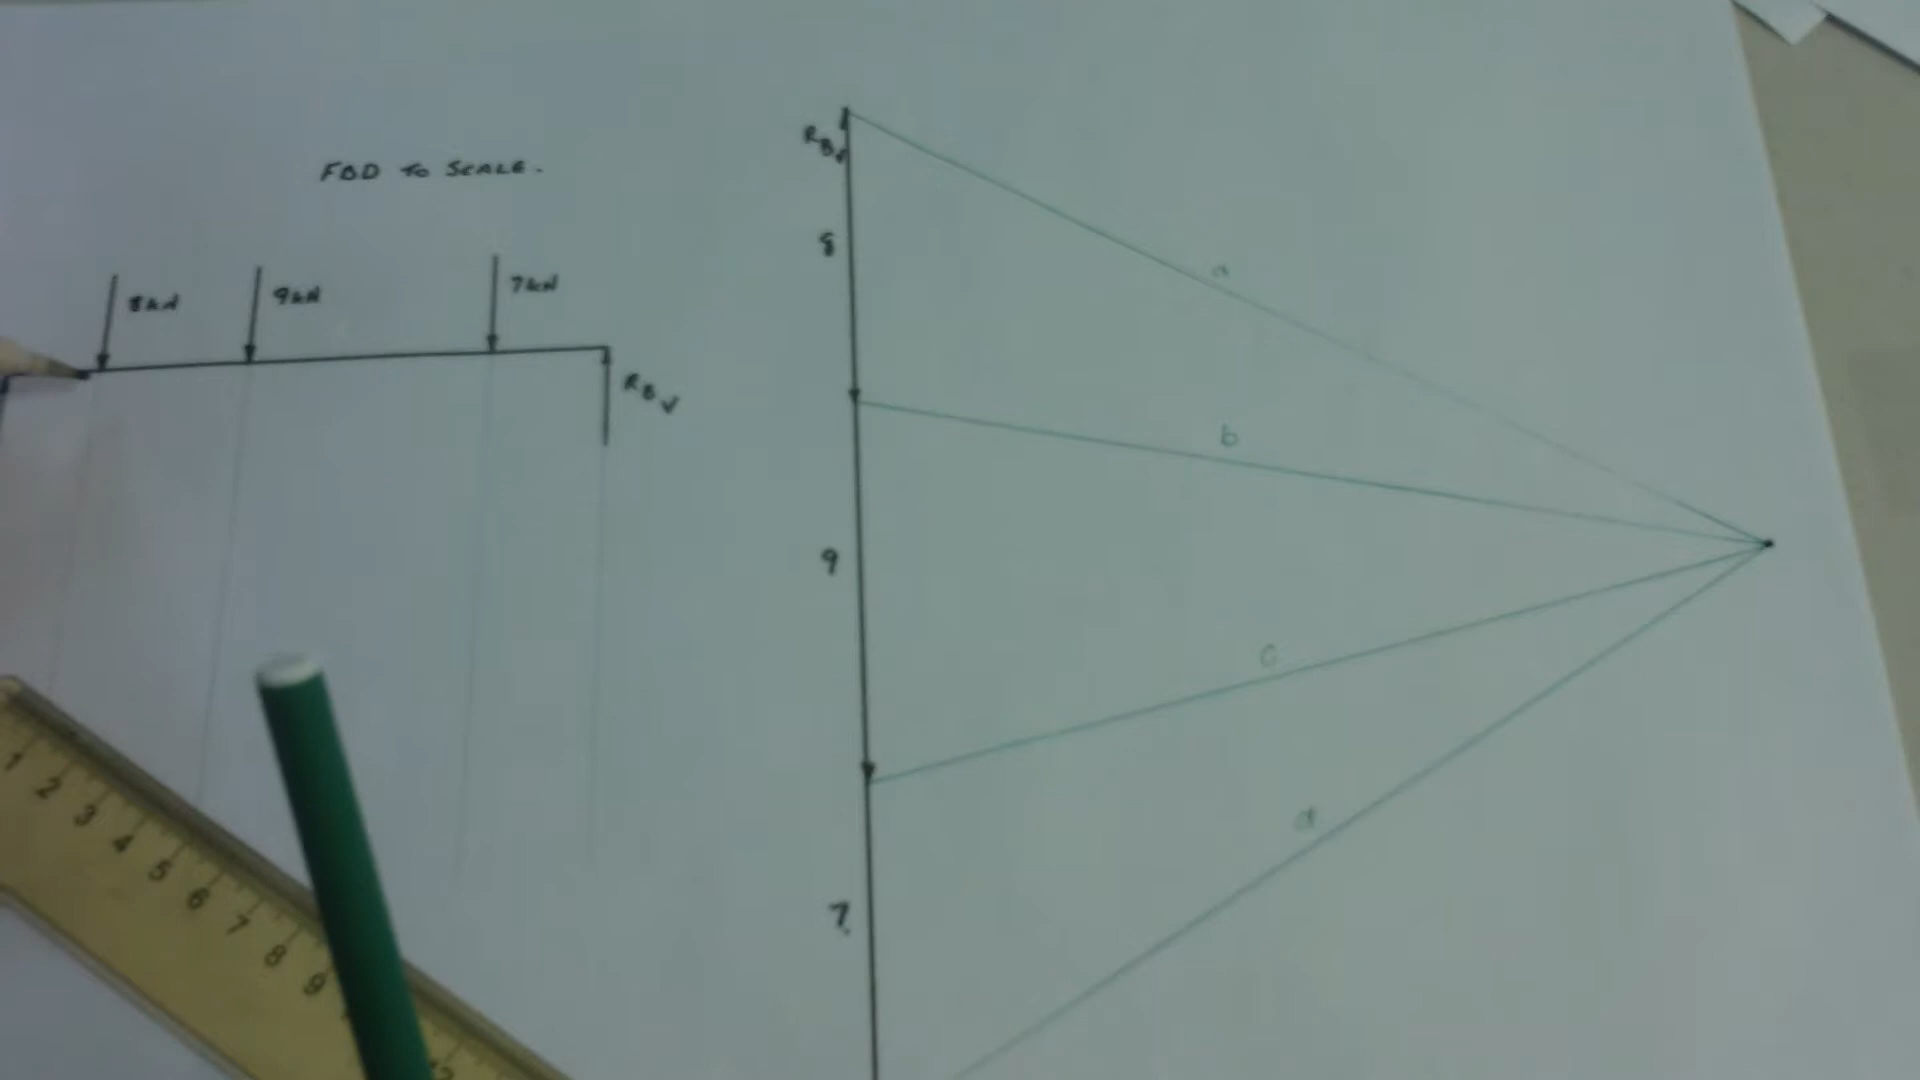 FBD TO SCALE.
8kN
9kN
7kN
RBV
RBV
8
9
7
a
b
c
d
1 2 3 4 5 6 7 8 9